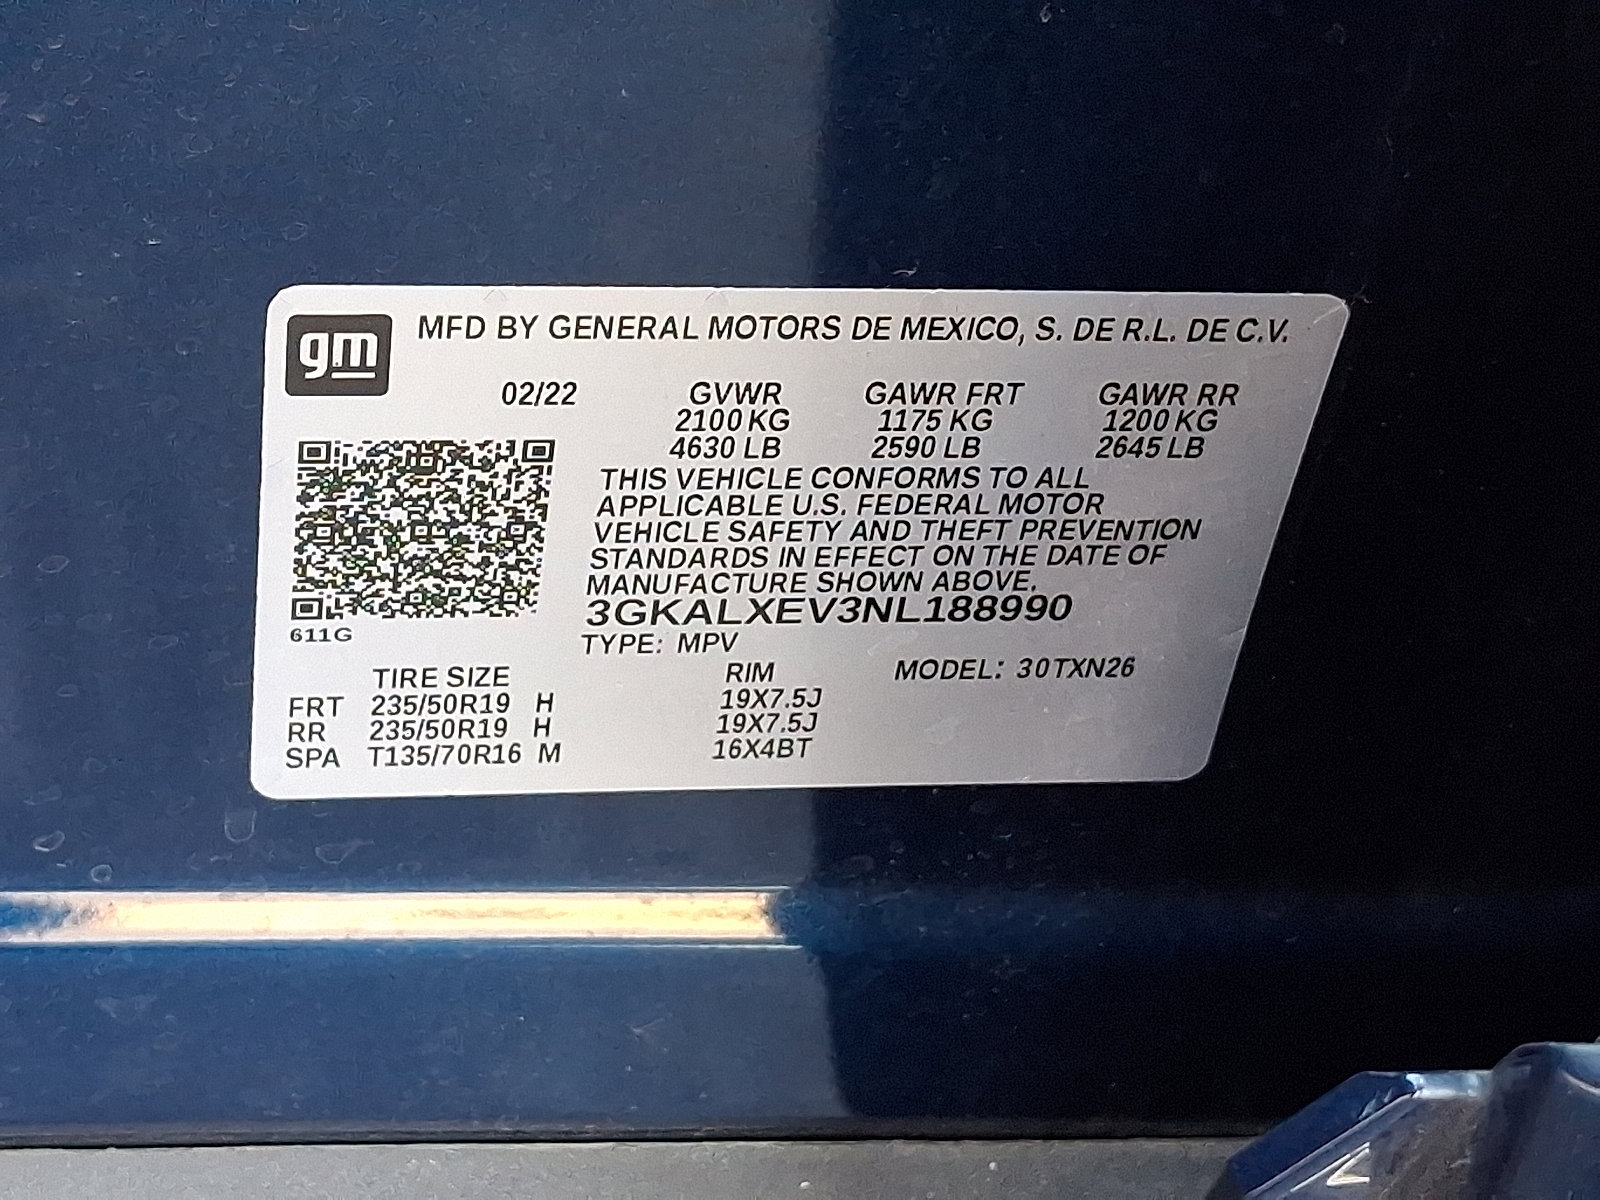 gm
MFD BY GENERAL MOTORS DE MEXICO, S. DE R.L. DE C.V.
02/22 GVWR GAWR FRT GAWR RR
2100 KG 1175 KG 1200 KG
4630 LB 2590 LB 2645 LB
THIS VEHICLE CONFORMS TO ALL
APPLICABLE U.S. FEDERAL MOTOR
VEHICLE SAFETY AND THEFT PREVENTION
STANDARDS IN EFFECT ON THE DATE OF
MANUFACTURE SHOWN ABOVE.
3GKALXEV3NL188990
611G
TYPE: MPV
TIRE SIZE RIM MODEL: 30TXN26
FRT 235/50R19 H 19X7.5J
RR 235/50R19 H 19X7.5J
SPA T135/70R16 M 16X4BT